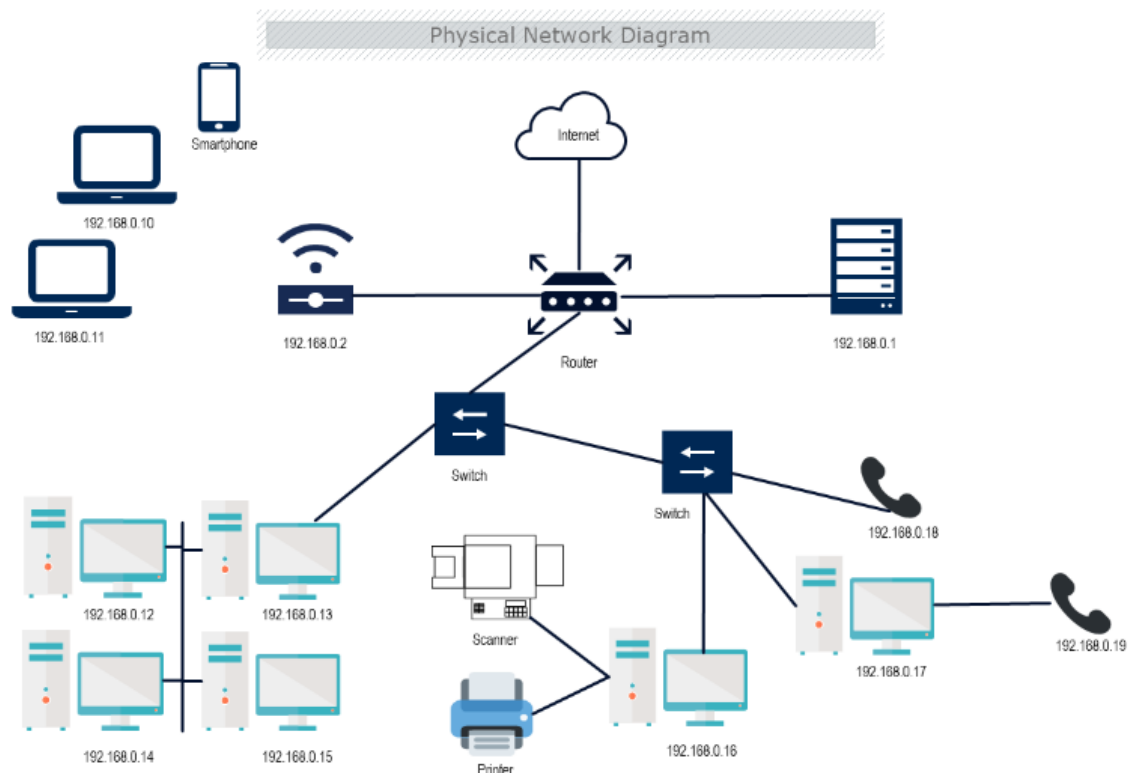 Physical Network Diagram
Smartphone
Internet
192.168.0.10
192.168.0.11
192.168.0.2
192.168.0.1
Router
Switch
Switch
192.168.0.18
192.168.0.12
192.168.0.13
Scanner
192.168.0.19
192.168.0.17
192.168.0.14
192.168.0.15
192.168.0.16
Printer